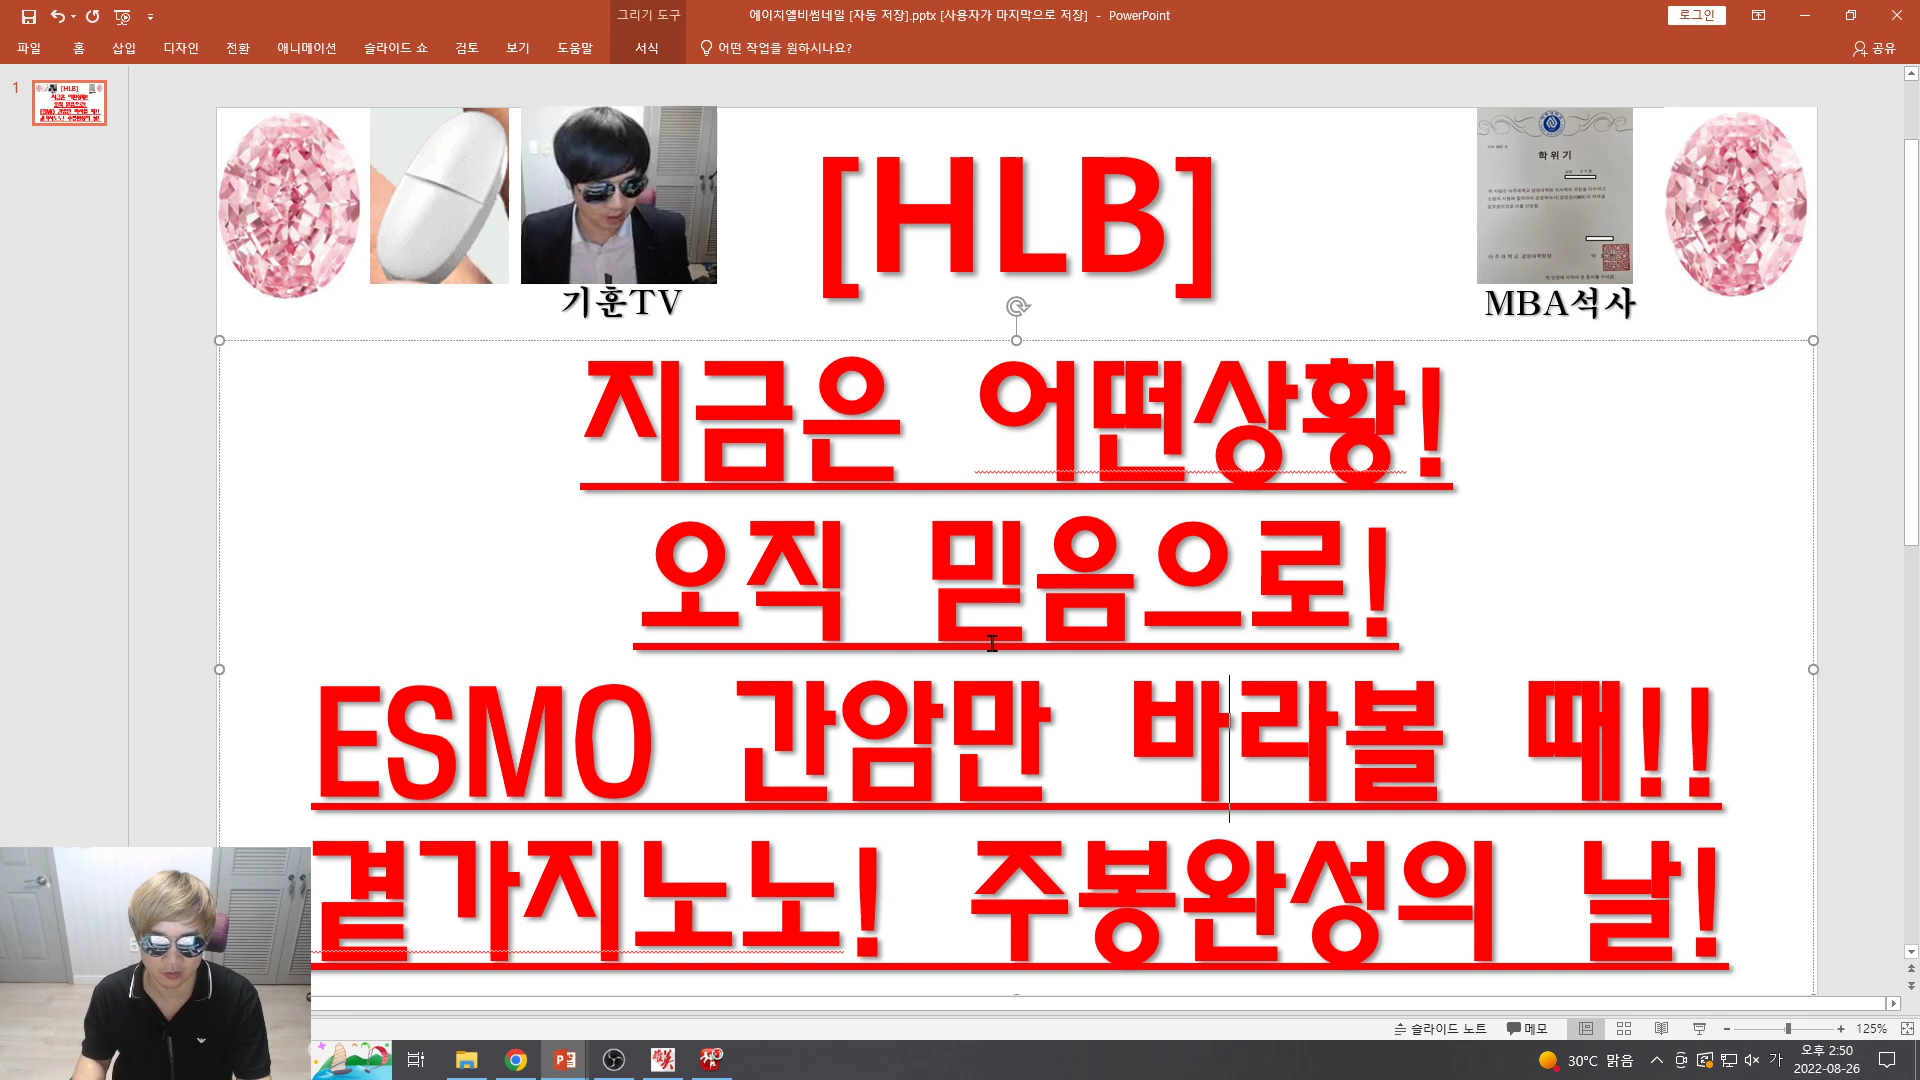 그리기 도구
에이치엘비썸네일 [자동 저장].pptx [사용자가 마지막으로 저장] - PowerPoint
로그인
파일 홈 삽입 디자인 전환 애니메이션 슬라이드 쇼 검토 보기 도움말 서식 어떤 작업을 원하시나요?
공유
1
[HLB]
학 위 기
기훈TV
MBA석사
지금은 어떤상황!
오직 믿음으로!
ESMO 간암만 바라볼 때!!
곁가지노노! 주봉완성의 날!
슬라이드 노트 메모 125%
30°C 맑음
가
오후 2:50
2022-08-26